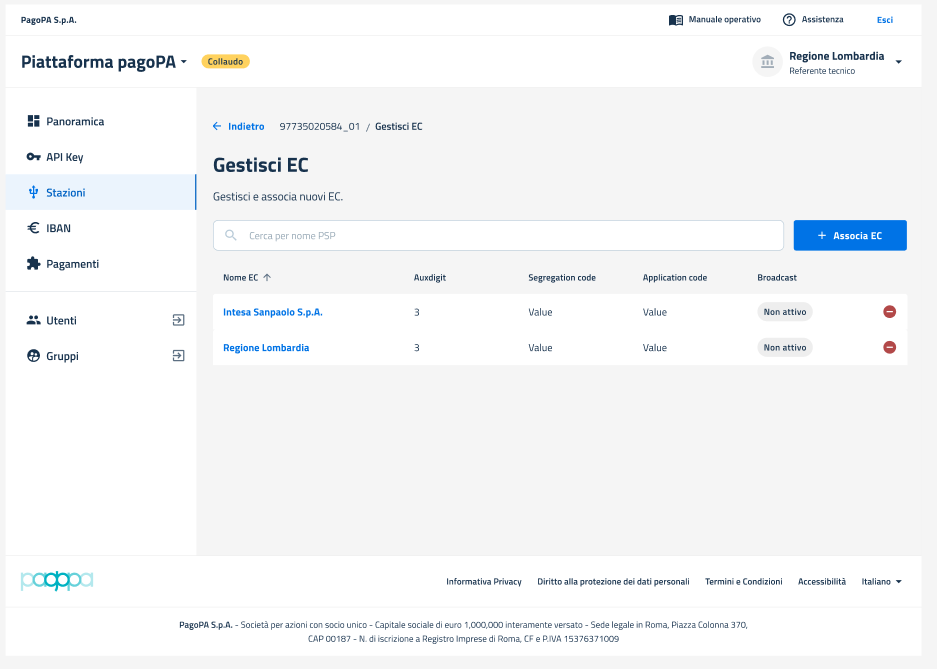 PagoPA S.p.A.
Manuale operativo
Assistenza
Esci
Piattaforma pagoPA
Collaudo
Regione Lombardia
Referente tecnico
Panoramica
API Key
Stazioni
IBAN
Pagamenti
Utenti
Gruppi
Indietro
97735020584_01 / Gestisci EC
Gestisci EC
Gestisci e associa nuovi EC.
Cerca per nome PSP
+ Associa EC
Nome EC ↑ Auxdigit Segregation code Application code Broadcast
Intesa Sanpaolo S.p.A. 3 Value Value Non attivo
Regione Lombardia 3 Value Value Non attivo
pagopa
Informativa Privacy Diritto alla protezione dei dati personali Termini e Condizioni Accessibilità Italiano
PagoPA S.p.A. - Società per azioni con socio unico - Capitale sociale di euro 1,000,000 interamente versato - Sede legale in Roma, Piazza Colonna 370,
CAP 00187 - N. di iscrizione a Registro Imprese di Roma, CF e P.IVA 15376371009